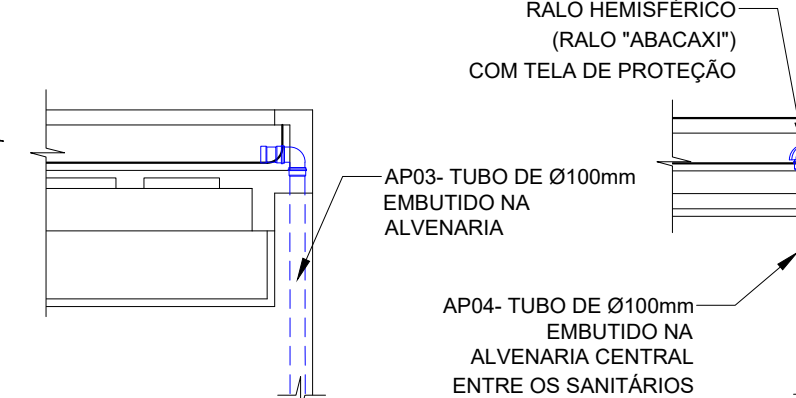 RALO HEMISFÉRICO
(RALO "ABACAXI")
COM TELA DE PROTEÇÃO
AP03- TUBO DE Ø100mm
EMBUTIDO NA
ALVENARIA
AP04- TUBO DE Ø100mm
EMBUTIDO NA
ALVENARIA CENTRAL
ENTRE OS SANITÁRIOS